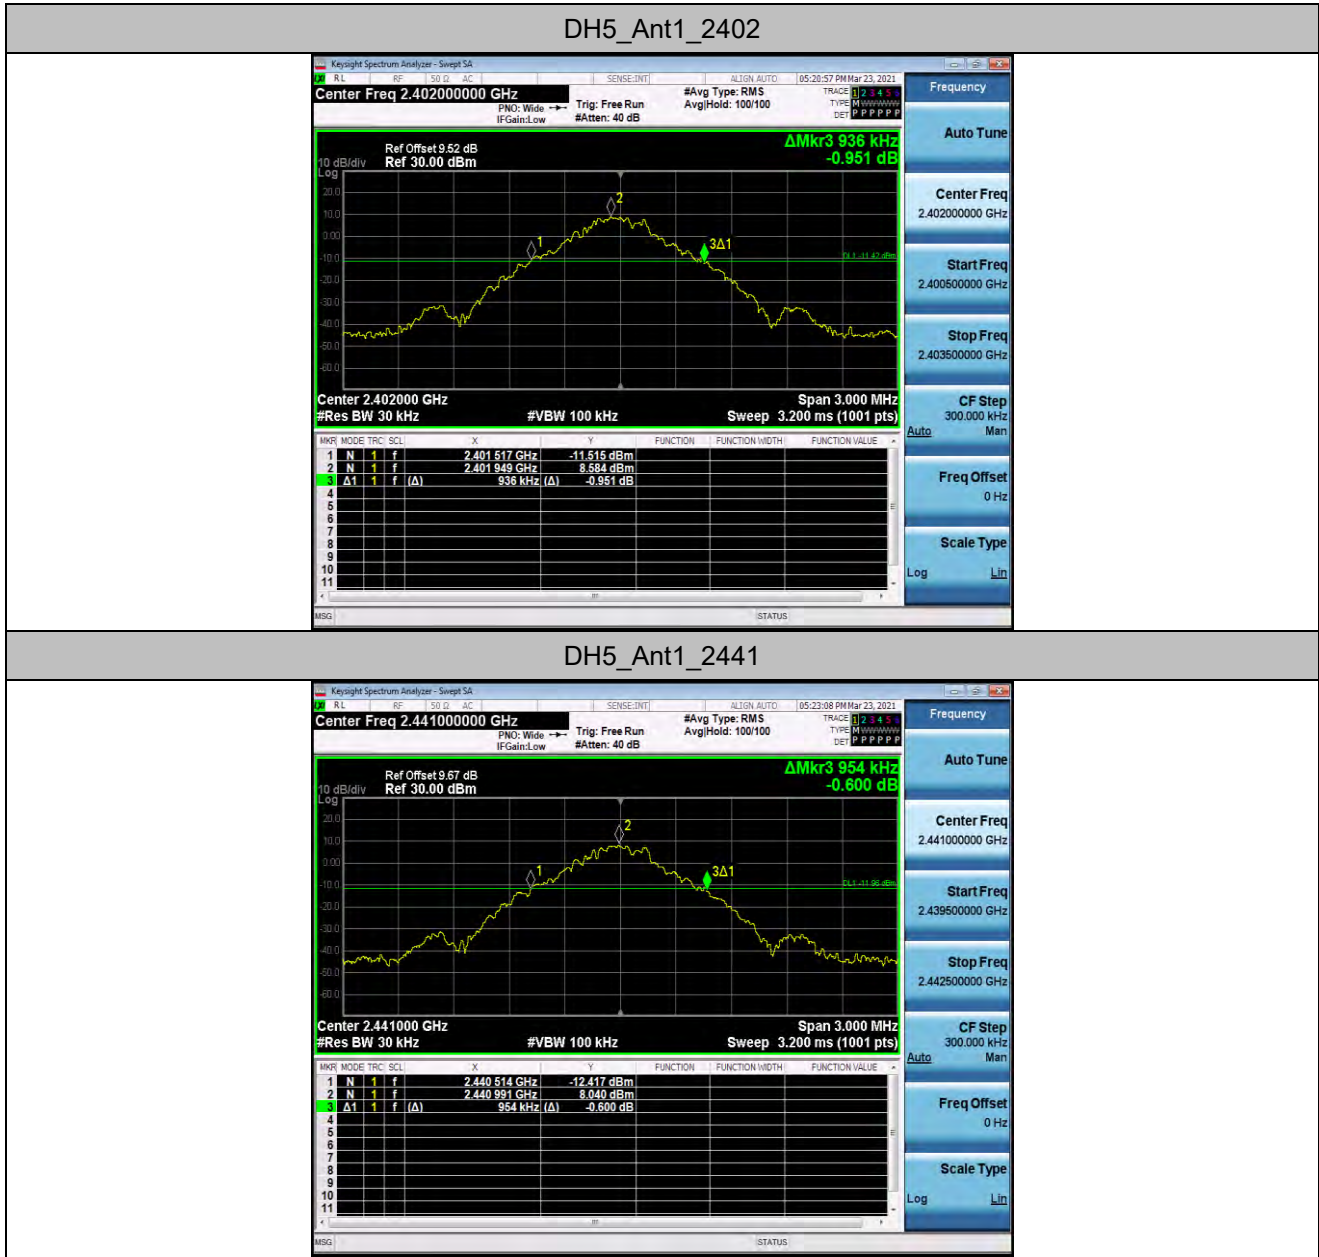 DH5_Ant1_2402
Keysight Spectrum Analyzer - Swept SA
RL RF 50 Ω AC SENSE:INT ALIGN AUTO 05:20:57 PM Mar 23, 2021
Center Freq 2.402000000 GHz
PNO: Wide
IFGain:Low
Trig: Free Run
#Atten: 40 dB
#Avg Type: RMS
Avg|Hold: 100/100
TRACE 1 2 3 4 5 6
TYPE M
DET P P P P P P
ΔMkr3 936 kHz
-0.951 dB
Ref Offset 9.52 dB
10 dB/div Ref 30.00 dBm
Log
20.0
10.0
0.00
-10.0
-20.0
-30.0
-40.0
-50.0
-60.0
1
2
3Δ1
DL1 -11.42 dBm
Center 2.402000 GHz Span 3.000 MHz
#Res BW 30 kHz #VBW 100 kHz Sweep 3.200 ms (1001 pts)
MKR MODE TRC SCL X Y FUNCTION FUNCTION WIDTH FUNCTION VALUE
1 N 1 f 2.401 517 GHz -11.515 dBm
2 N 1 f 2.401 949 GHz 8.584 dBm
3 Δ1 1 f (Δ) 936 kHz (Δ) -0.951 dB
4
5
6
7
8
9
10
11
MSG STATUS
Frequency
Auto Tune
Center Freq
2.402000000 GHz
Start Freq
2.400500000 GHz
Stop Freq
2.403500000 GHz
CF Step
300.000 kHz
Auto Man
Freq Offset
0 Hz
Scale Type
Log Lin
DH5_Ant1_2441
Keysight Spectrum Analyzer - Swept SA
RL RF 50 Ω AC SENSE:INT ALIGN AUTO 05:23:08 PM Mar 23, 2021
Center Freq 2.441000000 GHz
PNO: Wide
IFGain:Low
Trig: Free Run
#Atten: 40 dB
#Avg Type: RMS
Avg|Hold: 100/100
TRACE 1 2 3 4 5 6
TYPE M
DET P P P P P P
ΔMkr3 954 kHz
-0.600 dB
Ref Offset 9.67 dB
10 dB/div Ref 30.00 dBm
Log
20.0
10.0
0.00
-10.0
-20.0
-30.0
-40.0
-50.0
-60.0
1
2
3Δ1
DL1 -11.96 dBm
Center 2.441000 GHz Span 3.000 MHz
#Res BW 30 kHz #VBW 100 kHz Sweep 3.200 ms (1001 pts)
MKR MODE TRC SCL X Y FUNCTION FUNCTION WIDTH FUNCTION VALUE
1 N 1 f 2.440 514 GHz -12.417 dBm
2 N 1 f 2.440 991 GHz 8.040 dBm
3 Δ1 1 f (Δ) 954 kHz (Δ) -0.600 dB
4
5
6
7
8
9
10
11
MSG STATUS
Frequency
Auto Tune
Center Freq
2.441000000 GHz
Start Freq
2.439500000 GHz
Stop Freq
2.442500000 GHz
CF Step
300.000 kHz
Auto Man
Freq Offset
0 Hz
Scale Type
Log Lin